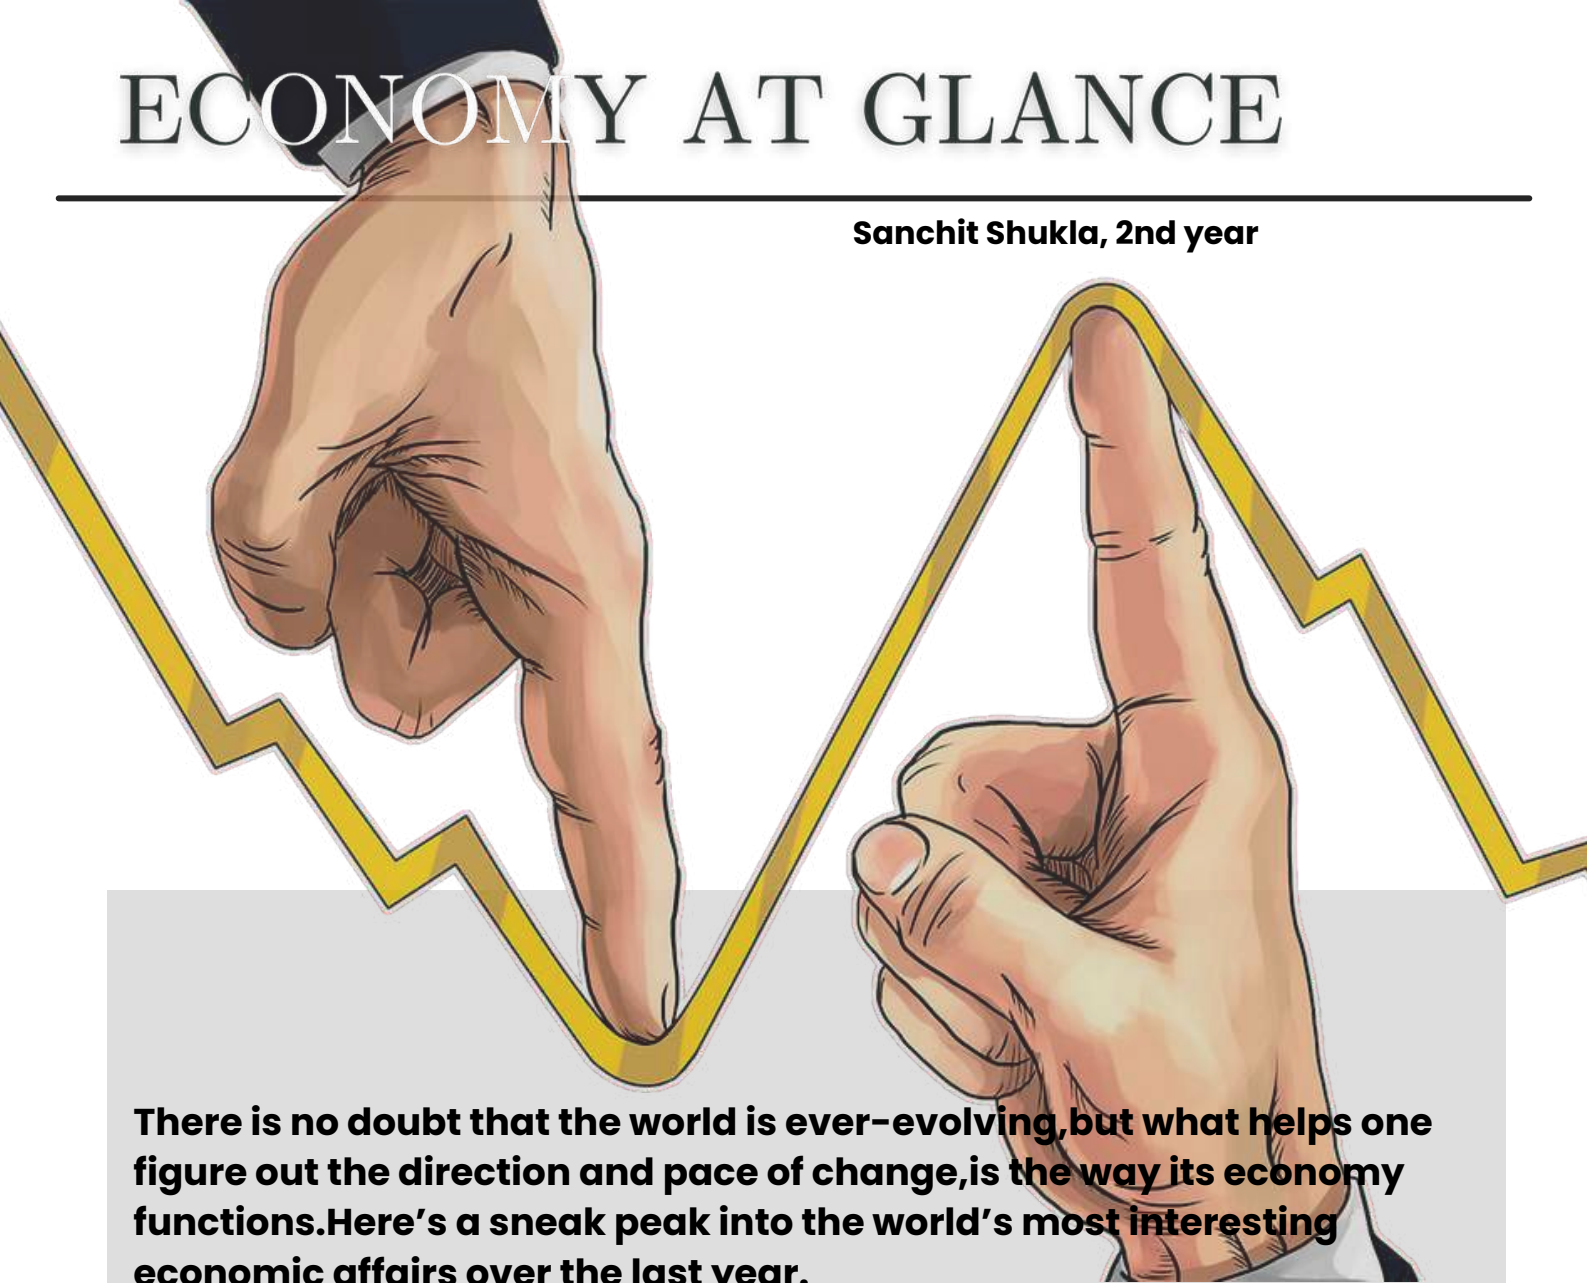 ECONOMY AT GLANCE
Sanchit Shukla, 2nd year
There is no doubt that the world is ever-evolving,but what helps one
figure out the direction and pace of change,is the way its economy
functions.Here’s a sneak peak into the world’s most interesting
economic affairs over the last year.